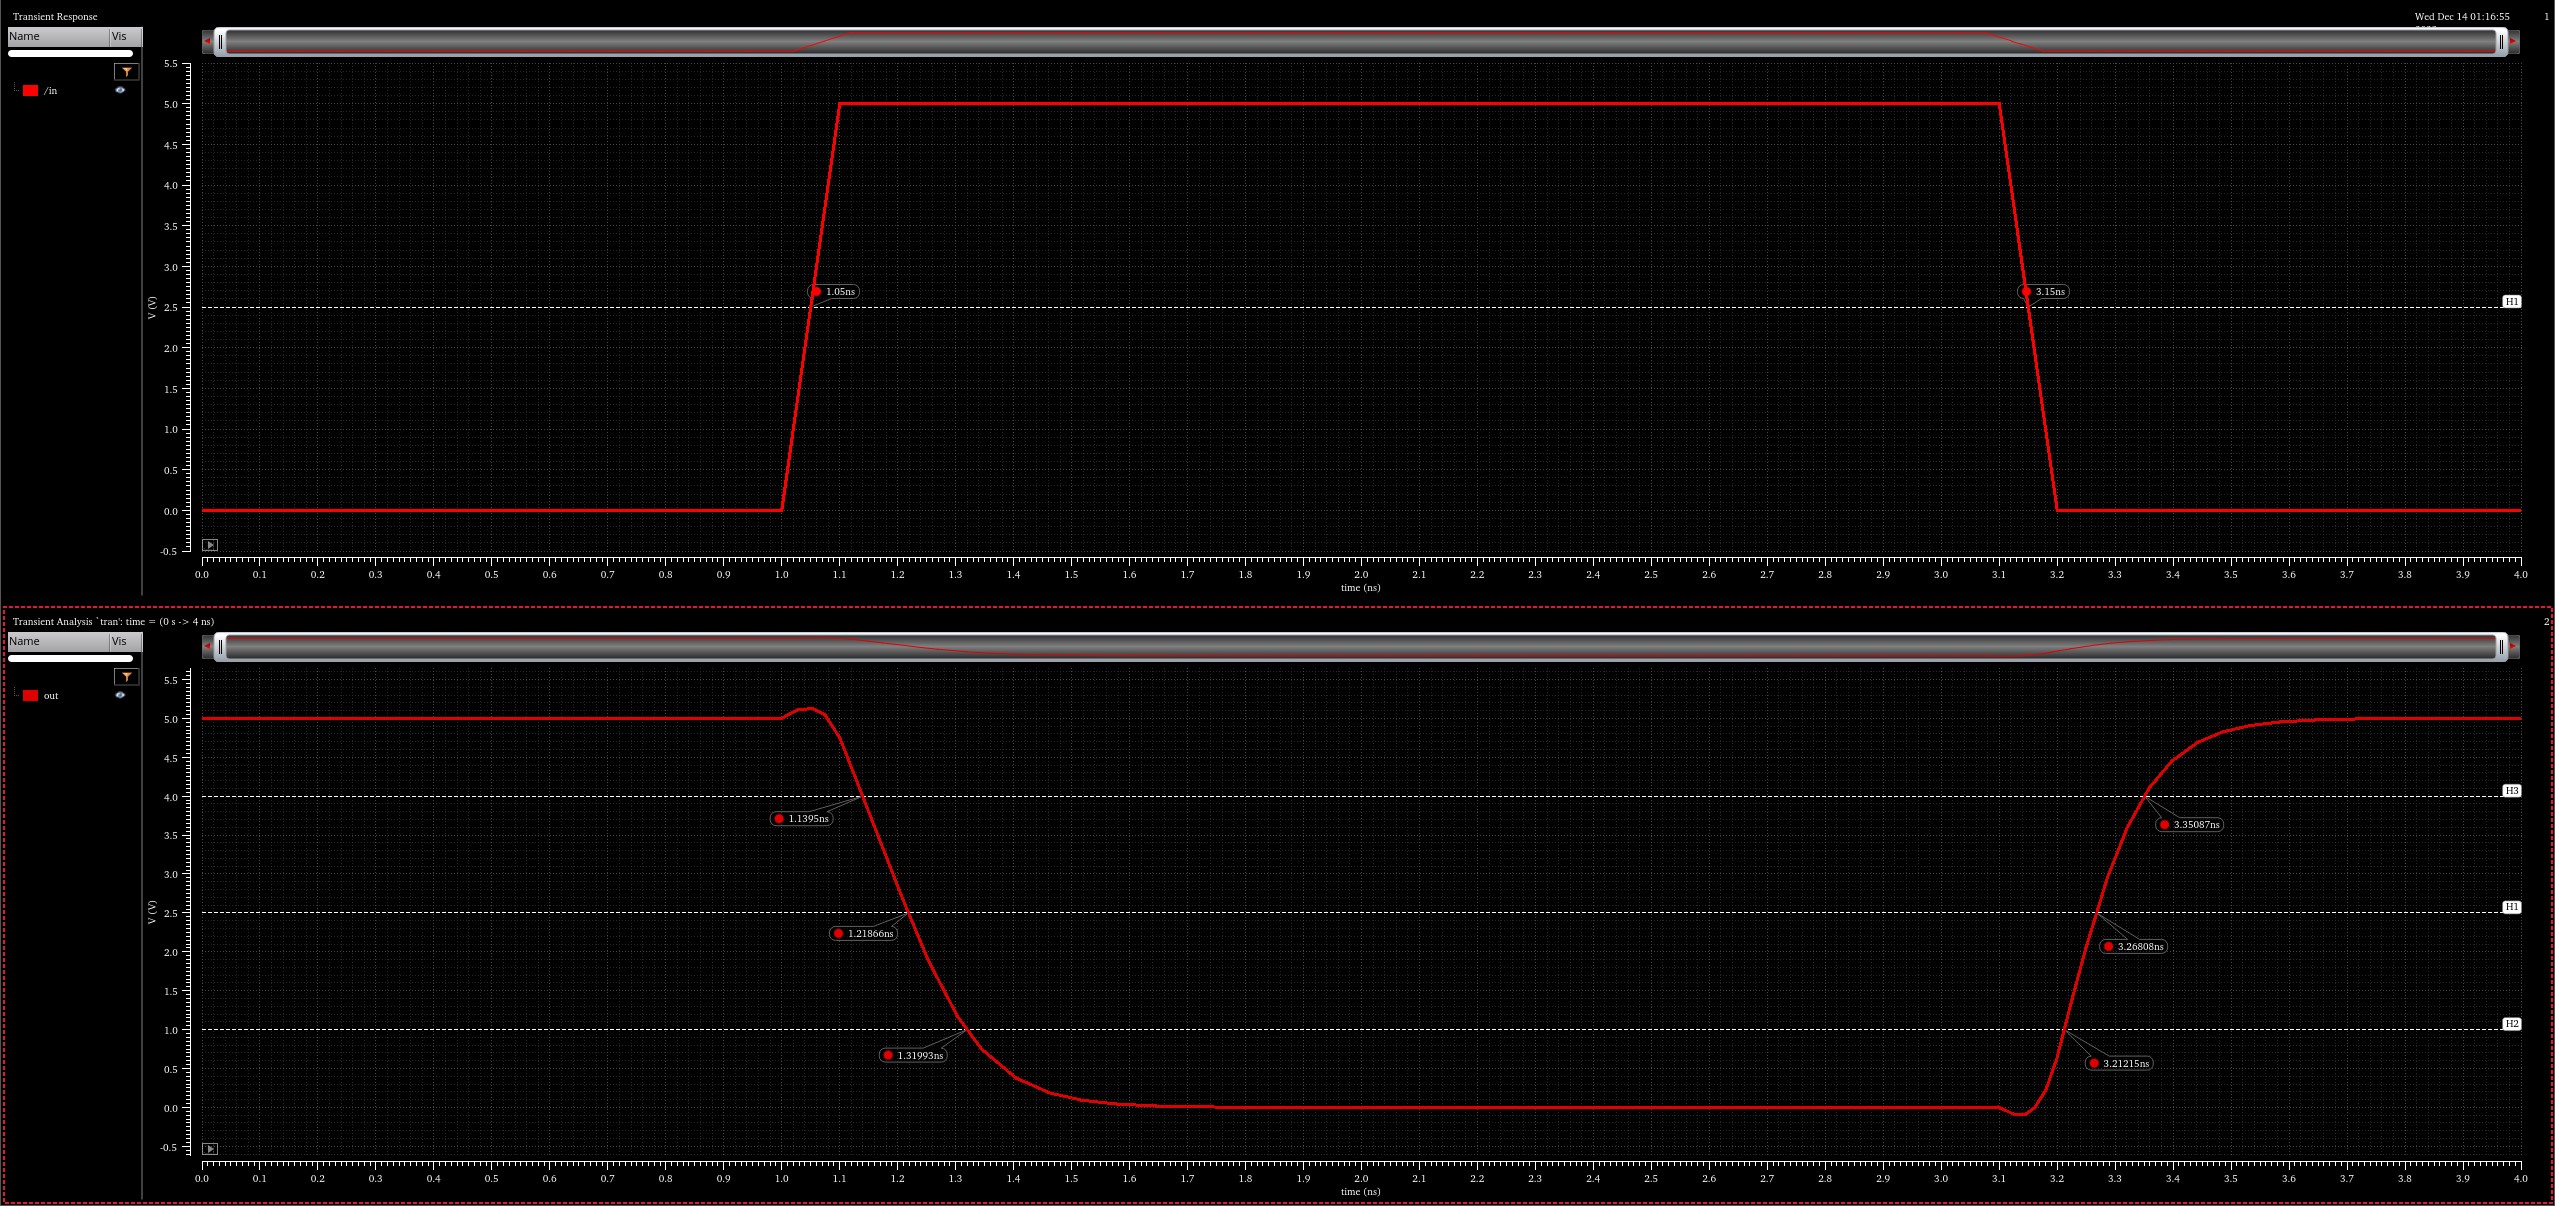 Transient Response
Wed Dec 14 01:16:55
1
Name Vis
/in
5.5
5.0
4.5
4.0
3.5
3.0
1.05ns 3.15ns
H1
2.5
V (V)
2.0
1.5
1.0
0.5
0.0
-0.5
0.0 0.1 0.2 0.3 0.4 0.5 0.6 0.7 0.8 0.9 1.0 1.1 1.2 1.3 1.4 1.5 1.6 1.7 1.8 1.9 2.0 2.1 2.2 2.3 2.4 2.5 2.6 2.7 2.8 2.9 3.0 3.1 3.2 3.3 3.4 3.5 3.6 3.7 3.8 3.9 4.0
time (ns)
Transient Analysis `tran': time = (0 s -> 4 ns)
2
Name Vis
out
5.5
5.0
4.5
H3
4.0
1.1395ns 3.35087ns
3.5
3.0
H1
2.5
V (V)
1.21866ns 3.26808ns
2.0
1.5
H2
1.0
1.31993ns 3.21215ns
0.5
0.0
-0.5
0.0 0.1 0.2 0.3 0.4 0.5 0.6 0.7 0.8 0.9 1.0 1.1 1.2 1.3 1.4 1.5 1.6 1.7 1.8 1.9 2.0 2.1 2.2 2.3 2.4 2.5 2.6 2.7 2.8 2.9 3.0 3.1 3.2 3.3 3.4 3.5 3.6 3.7 3.8 3.9 4.0
time (ns)